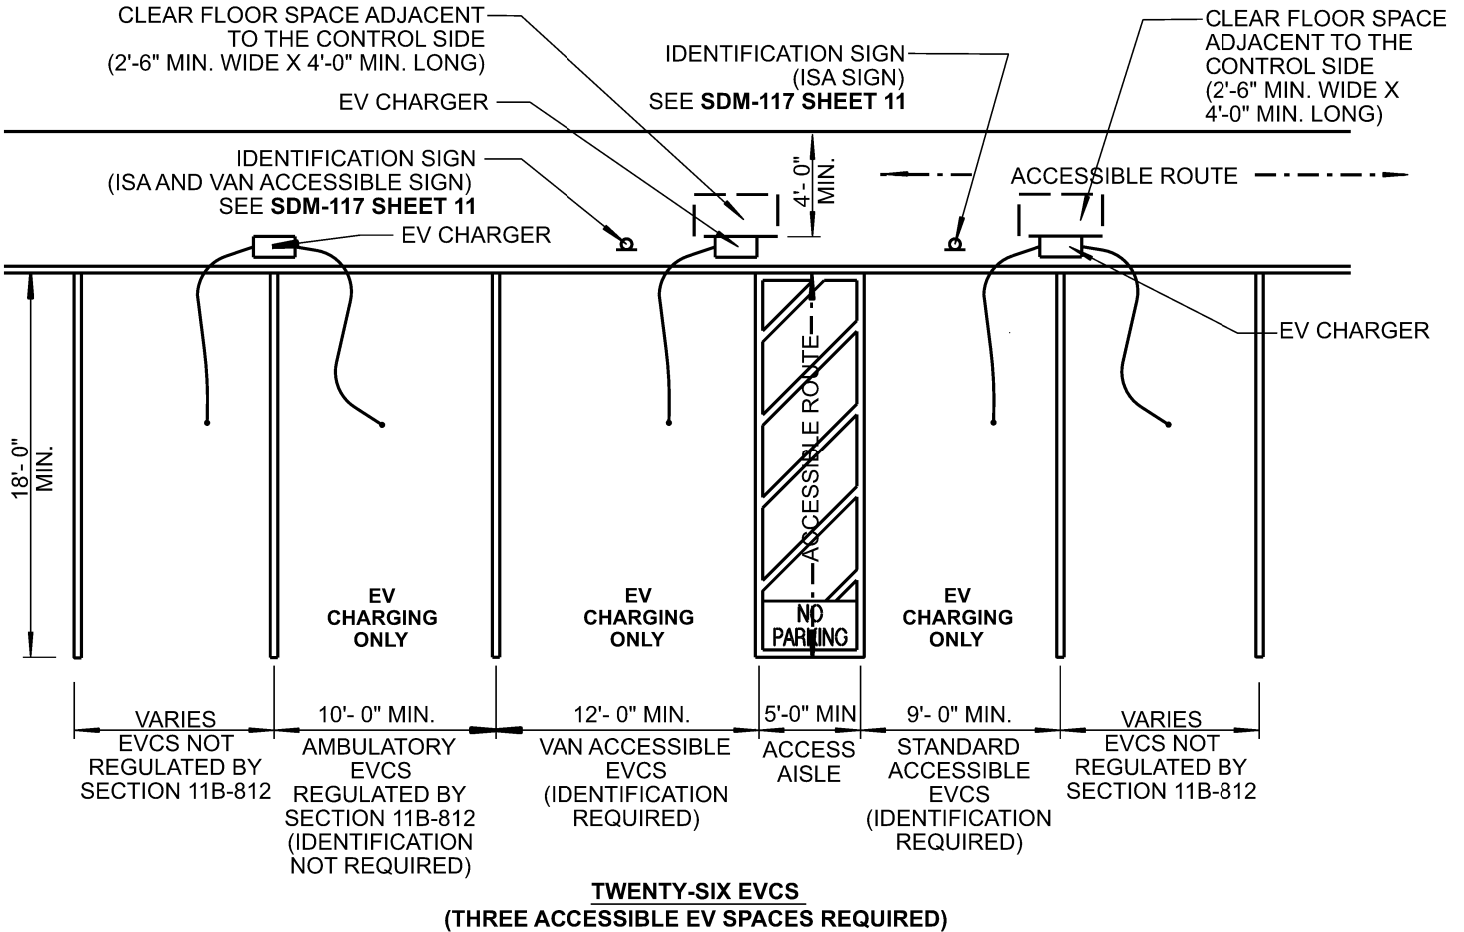 CLEAR FLOOR SPACE ADJACENT
TO THE CONTROL SIDE
(2'-6" MIN. WIDE X 4'-0" MIN. LONG)
EV CHARGER
IDENTIFICATION SIGN
(ISA SIGN)
SEE SDM-117 SHEET 11
CLEAR FLOOR SPACE
ADJACENT TO THE
CONTROL SIDE
(2'-6" MIN. WIDE X
4'-0" MIN. LONG)
IDENTIFICATION SIGN
(ISA AND VAN ACCESSIBLE SIGN)
SEE SDM-117 SHEET 11
EV CHARGER
4'- 0"
MIN.
ACCESSIBLE ROUTE
EV CHARGER
18'- 0"
MIN.
ACCESSIBLE ROUTE
EV
CHARGING
ONLY
EV
CHARGING
ONLY
NO
PARKING
EV
CHARGING
ONLY
VARIES
EVCS NOT
REGULATED BY
SECTION 11B-812
10'- 0" MIN.
AMBULATORY
EVCS
REGULATED BY
SECTION 11B-812
(IDENTIFICATION
NOT REQUIRED)
12'- 0" MIN.
VAN ACCESSIBLE
EVCS
(IDENTIFICATION
REQUIRED)
5'-0" MIN
ACCESS
AISLE
9'- 0" MIN.
STANDARD
ACCESSIBLE
EVCS
(IDENTIFICATION
REQUIRED)
VARIES
EVCS NOT
REGULATED BY
SECTION 11B-812
TWENTY-SIX EVCS
(THREE ACCESSIBLE EV SPACES REQUIRED)